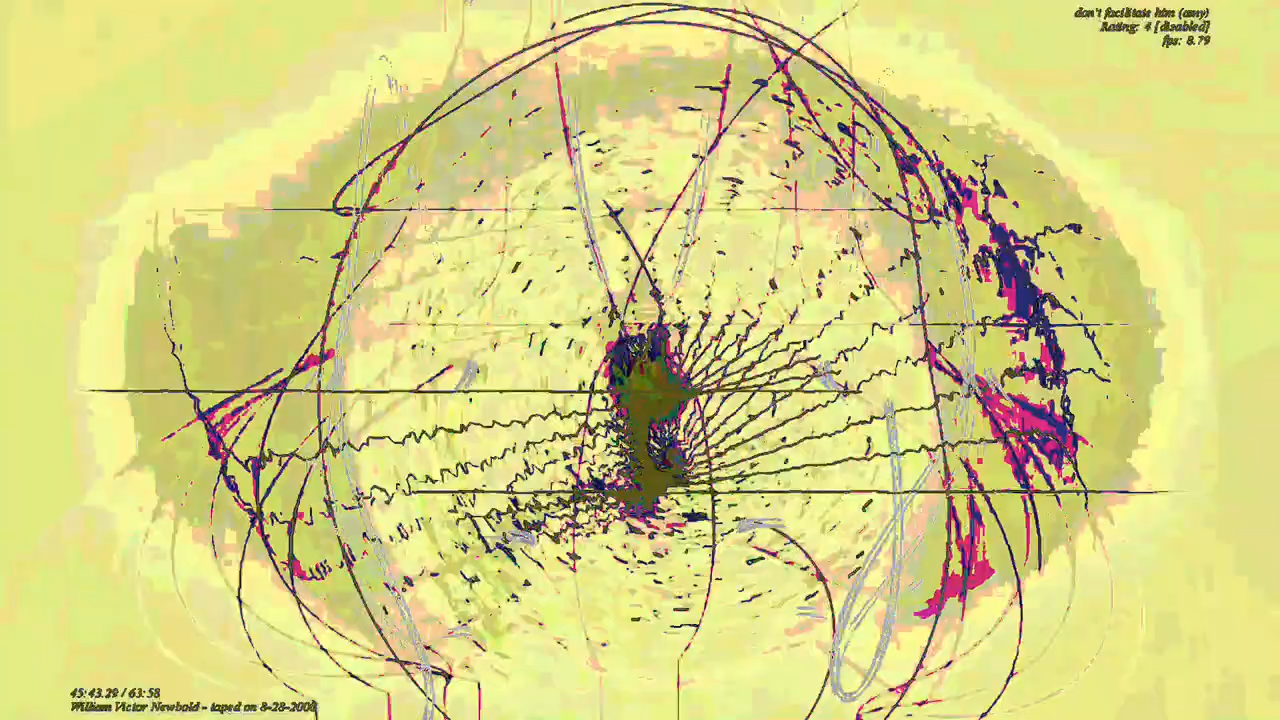 don't facilitate him (amy)
Rating: 4 [disabled]
fps: 8.79
45:43.29 / 63:58
William Victor Newbold - taped on 8-28-2008